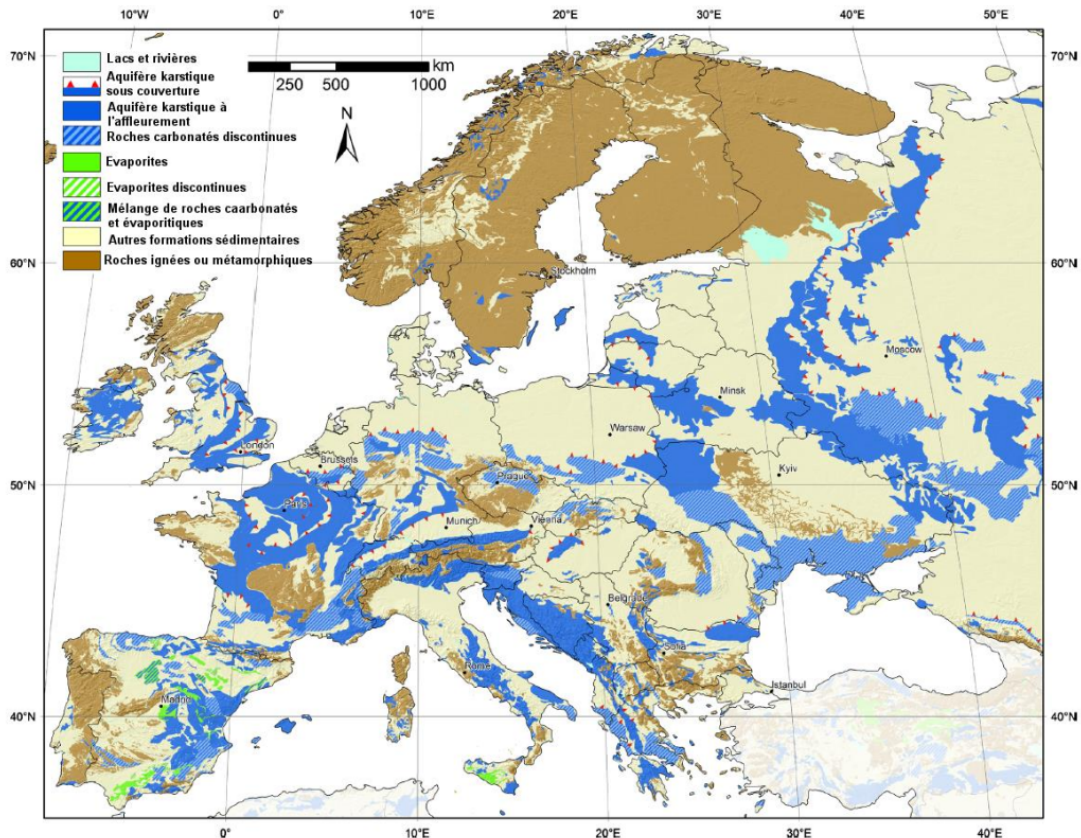 10°W 0° 10°E 20°E 30°E 40°E 50°E
70°N 70°N
Lacs et rivières
km
Aquifère karstique
sous couverture
250 500 1000
Aquifère karstique à
l'affleurement
N
Roches carbonatés discontinues
Evaporites
Evaporites discontinues
Mélange de roches caarbonatés
et évaporitiques
Autres formations sédimentaires
Roches ignées ou métamorphiques
60°N 60°N
Stockholm
Moscow
Minsk
Warsaw
London
Brussels
Kyiv
Prague
50°N 50°N
Paris
Munich
Vienna
Belgrade
Sofia
Rome
Istanbul
Madrid
40°N 40°N
0° 10°E 20°E 30°E 40°E